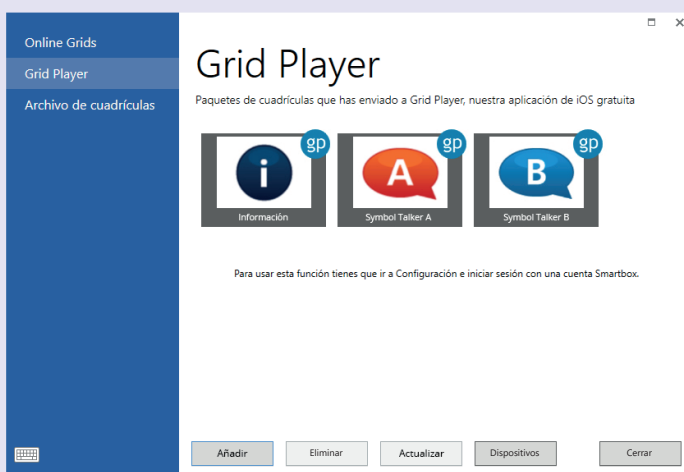 Online Grids
Grid Player
Archivo de cuadrículas
Grid Player
Paquetes de cuadrículas que has enviado a Grid Player, nuestra aplicación de iOS gratuita
i gp A gp B gp
Información Symbol Talker A Symbol Talker B
Para usar esta función tienes que ir a Configuración e iniciar sesión con una cuenta Smartbox.
Añadir Eliminar Actualizar Dispositivos Cerrar